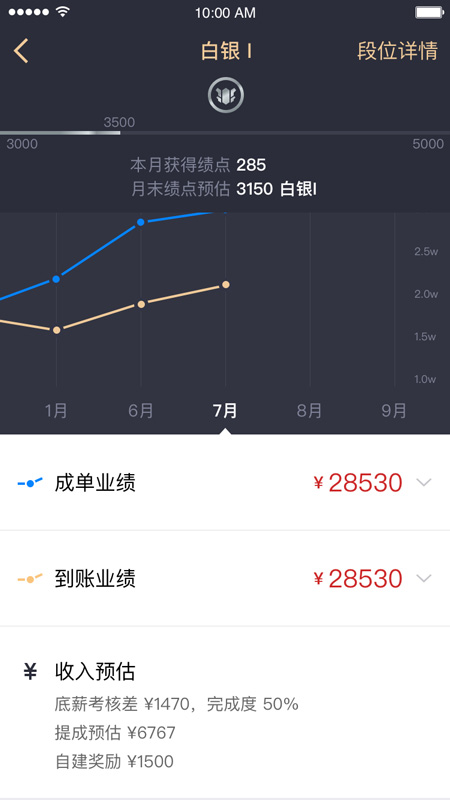 10:00 AM
白银 I
段位详情
3500
3000
5000
本月获得绩点 285
月末绩点预估 3150 白银I
2.5w
2.0w
1.5w
1.0w
1月
6月
7月
8月
9月
成单业绩
¥ 28530
到账业绩
¥ 28530
¥ 收入预估
底薪考核差 ¥1470，完成度 50%
提成预估 ¥6767
自建奖励 ¥1500